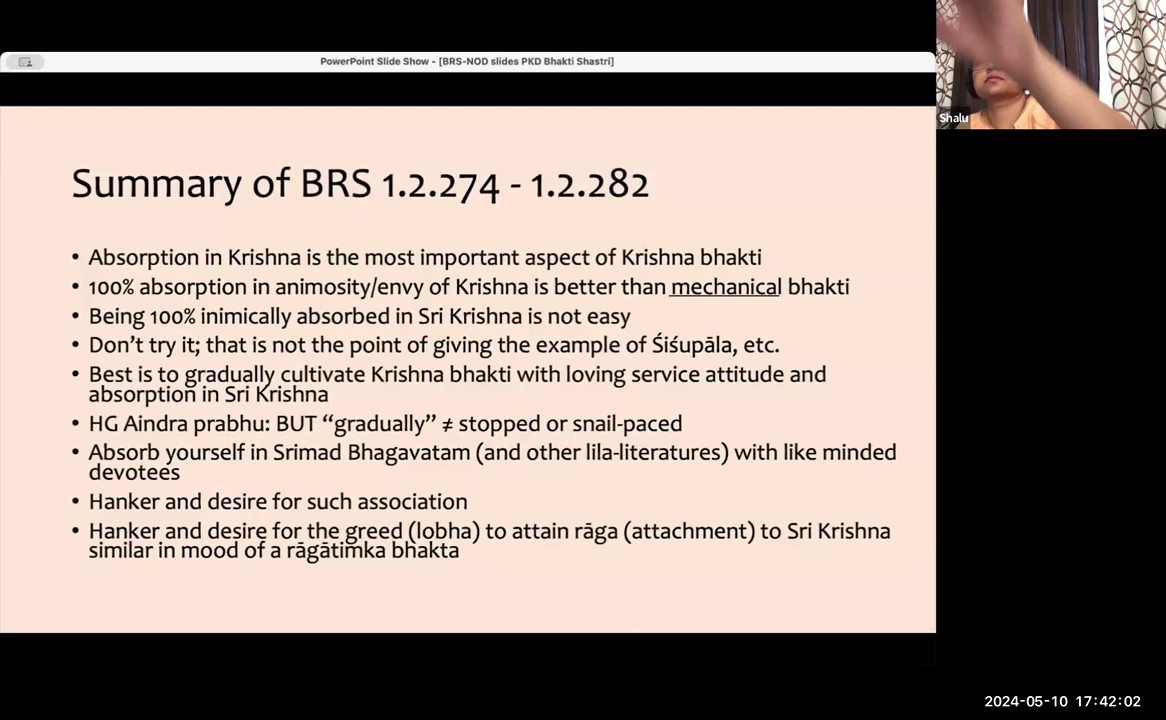 PowerPoint Slide Show - [BRS-NOD slides PKD Bhakti Shastri]
Shalu
Summary of BRS 1.2.274 - 1.2.282
• Absorption in Krishna is the most important aspect of Krishna bhakti
• 100% absorption in animosity/envy of Krishna is better than mechanical bhakti
• Being 100% inimically absorbed in Sri Krishna is not easy
• Don't try it; that is not the point of giving the example of Śiśupāla, etc.
• Best is to gradually cultivate Krishna bhakti with loving service attitude and
absorption in Sri Krishna
• HG Aindra prabhu: BUT “gradually” ≠ stopped or snail-paced
• Absorb yourself in Srimad Bhagavatam (and other lila-literatures) with like minded
devotees
• Hanker and desire for such association
• Hanker and desire for the greed (lobha) to attain rāga (attachment) to Sri Krishna
similar in mood of a rāgātimka bhakta
2024-05-10 17:42:02